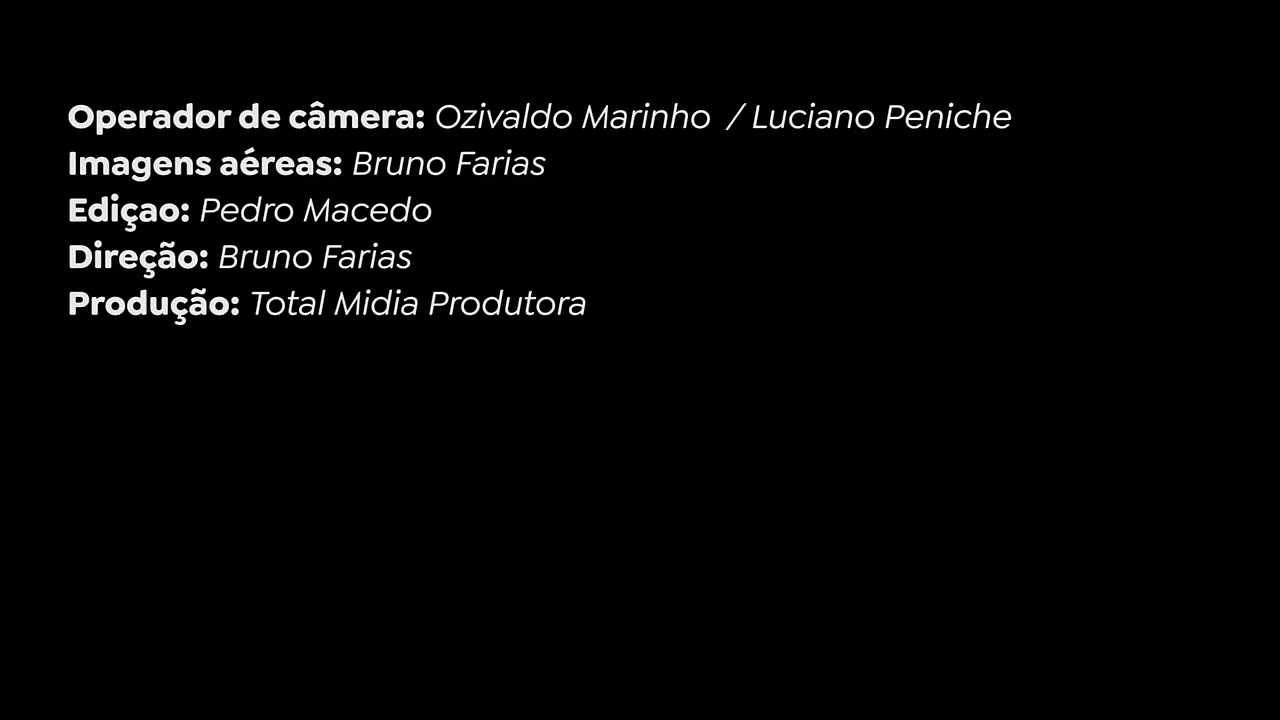 Operador de câmera: Ozivaldo Marinho / Luciano Peniche
Imagens aéreas: Bruno Farias
Ediçao: Pedro Macedo
Direção: Bruno Farias
Produção: Total Midia Produtora